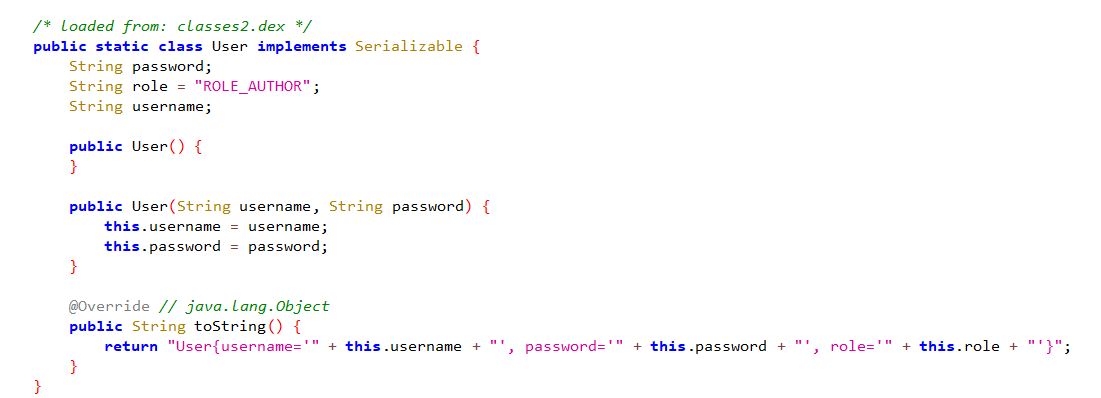 /* loaded from: classes2.dex */
public static class User implements Serializable {
    String password;
    String role = "ROLE_AUTHOR";
    String username;

    public User() {
    }

    public User(String username, String password) {
        this.username = username;
        this.password = password;
    }

    @Override // java.lang.Object
    public String toString() {
        return "User{username='" + this.username + "', password='" + this.password + "', role='" + this.role + "'}";
    }
}